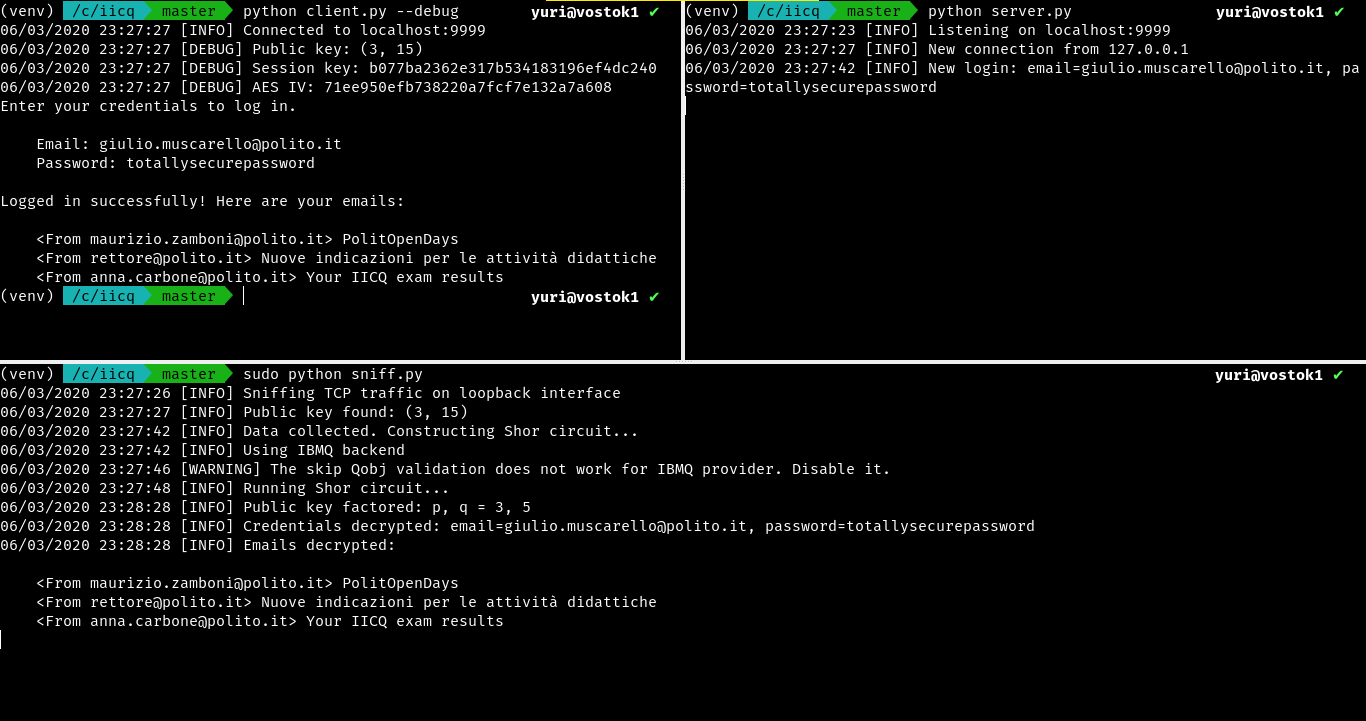 (venv) /c/iicq master python client.py --debug yuri@vostok1 ✔
06/03/2020 23:27:27 [INFO] Connected to localhost:9999
06/03/2020 23:27:27 [DEBUG] Public key: (3, 15)
06/03/2020 23:27:27 [DEBUG] Session key: b077ba2362e317b534183196ef4dc240
06/03/2020 23:27:27 [DEBUG] AES IV: 71ee950efb738220a7fcf7e132a7a608
Enter your credentials to log in.
Email: giulio.muscarello@polito.it
Password: totallysecurepassword
Logged in successfully! Here are your emails:
<From maurizio.zamboni@polito.it> PolitOpenDays
<From rettore@polito.it> Nuove indicazioni per le attività didattiche
<From anna.carbone@polito.it> Your IICQ exam results
(venv) /c/iicq master yuri@vostok1 ✔
(venv) /c/iicq master python server.py yuri@vostok1 ✔
06/03/2020 23:27:23 [INFO] Listening on localhost:9999
06/03/2020 23:27:27 [INFO] New connection from 127.0.0.1
06/03/2020 23:27:42 [INFO] New login: email=giulio.muscarello@polito.it, pa
ssword=totallysecurepassword
(venv) /c/iicq master sudo python sniff.py yuri@vostok1 ✔
06/03/2020 23:27:26 [INFO] Sniffing TCP traffic on loopback interface
06/03/2020 23:27:27 [INFO] Public key found: (3, 15)
06/03/2020 23:27:42 [INFO] Data collected. Constructing Shor circuit...
06/03/2020 23:27:42 [INFO] Using IBMQ backend
06/03/2020 23:27:46 [WARNING] The skip Qobj validation does not work for IBMQ provider. Disable it.
06/03/2020 23:27:48 [INFO] Running Shor circuit...
06/03/2020 23:28:28 [INFO] Public key factored: p, q = 3, 5
06/03/2020 23:28:28 [INFO] Credentials decrypted: email=giulio.muscarello@polito.it, password=totallysecurepassword
06/03/2020 23:28:28 [INFO] Emails decrypted:
<From maurizio.zamboni@polito.it> PolitOpenDays
<From rettore@polito.it> Nuove indicazioni per le attività didattiche
<From anna.carbone@polito.it> Your IICQ exam results